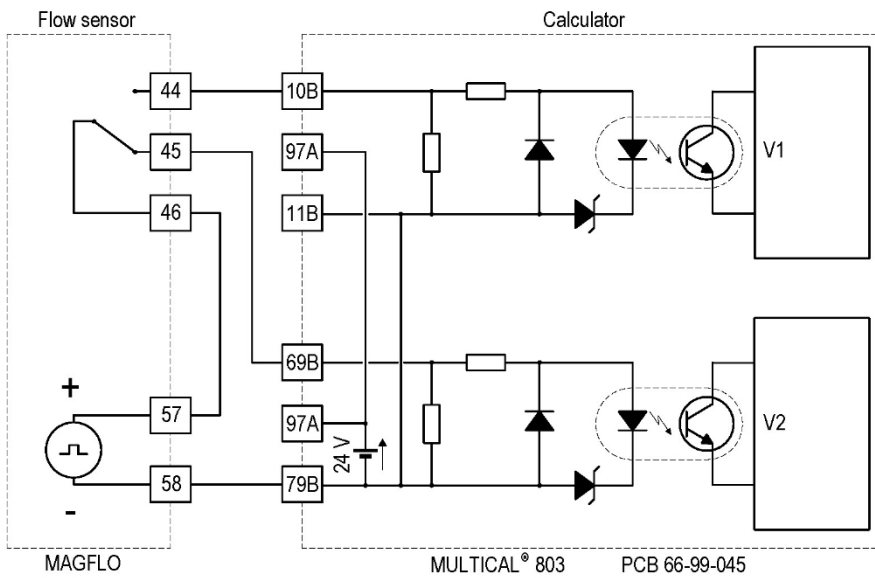 Flow sensor
Calculator
44
10B
45
97A
V1
46
11B
69B
+
57
97A
V2
24 V
58
79B
-
MAGFLO
MULTICAL® 803
PCB 66-99-045